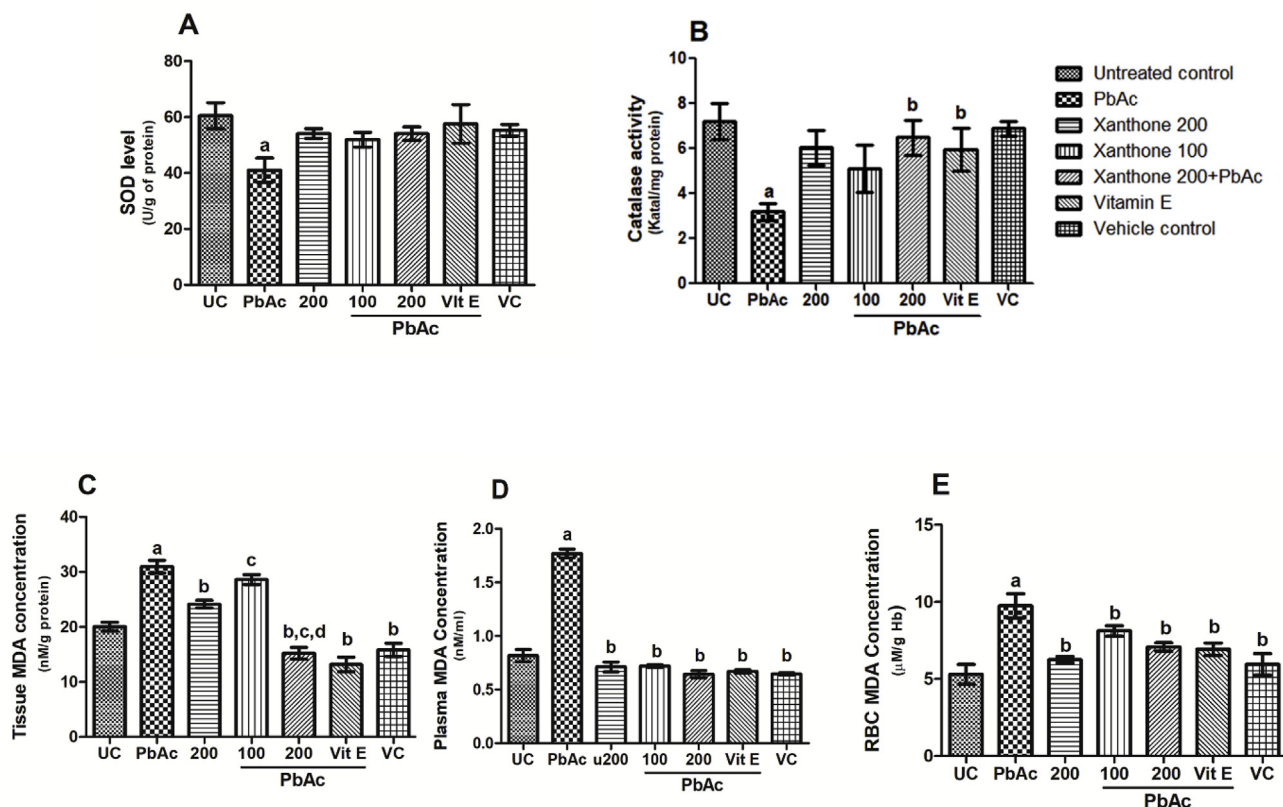 A
SOD level
(U/g of protein)
80
60
40
20
0
a
UC PbAc 200 100 200 VIt E VC
PbAc
B
Catalase activity
(Katal/mg protein)
10
8
6
4
2
0
a
b b
UC PbAc 200 100 200 Vit E VC
PbAc
Untreated control
PbAc
Xanthone 200
Xanthone 100
Xanthone 200+PbAc
Vitamin E
Vehicle control
C
Tissue MDA concentration
(nM/g protein)
40
30
20
10
0
a b c b,c,d b b
UC PbAc 200 100 200 Vit E VC
PbAc
D
Plasma MDA Concentration
(nM/ml)
2.0
1.5
1.0
0.5
0.0
a
b b b b b
UC PbAc u200 100 200 Vit E VC
PbAc
E
RBC MDA Concentration
(μM/g Hb)
15
10
5
0
a
b b b b b
UC PbAc 200 100 200 Vit E VC
PbAc